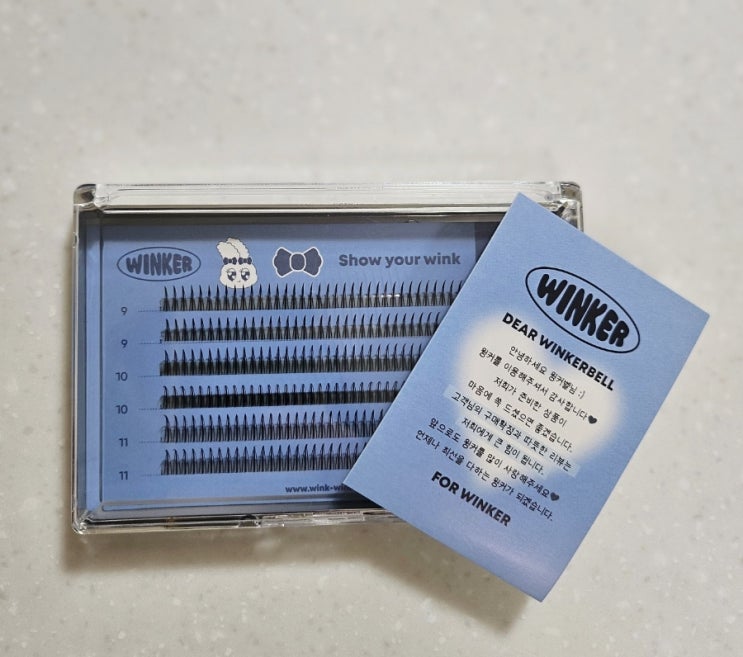 WINKER
Show your wink
9
9
10
10
11
11
www.wink-wi
WINKER
DEAR WINKERBELL
안녕하세요 윙커벨님 :)
윙커를 이용해주셔서 감사합니다♥
저희가 준비한 상품이
마음에 쏙 드셨으면 좋겠습니다.
고객님의 구매확정과 따뜻한 리뷰는
저희에게 큰 힘이 됩니다.
앞으로도 윙커를 많이 사랑해주세요♥
언제나 최선을 다하는 윙커가 되겠습니다.
FOR WINKER